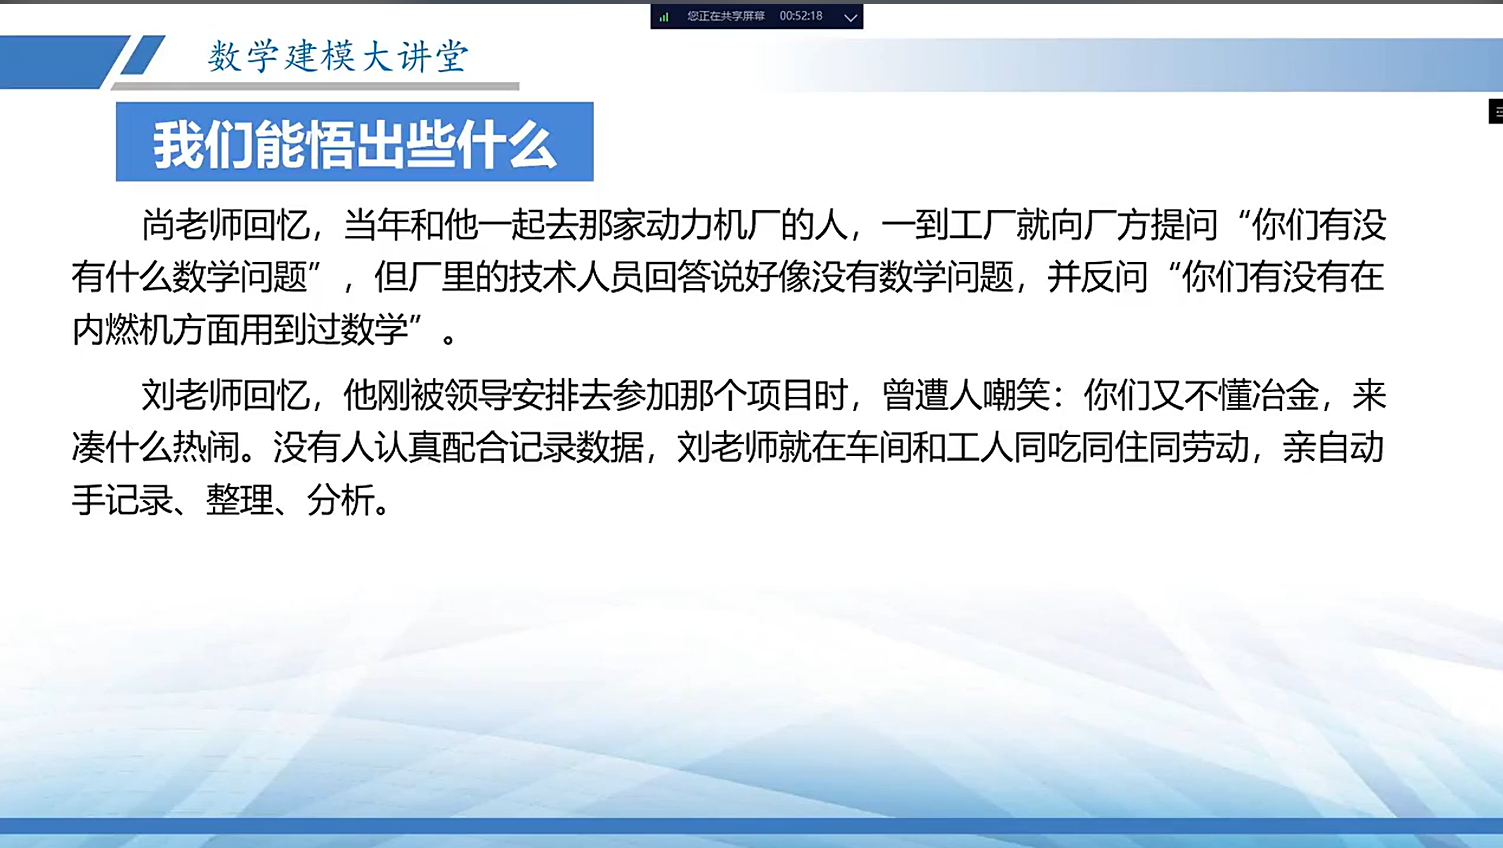 您正在共享屏幕 00:52:18
数学建模大讲堂
我们能悟出些什么
尚老师回忆，当年和他一起去那家动力机厂的人，一到工厂就向厂方提问“你们有没
有什么数学问题”，但厂里的技术人员回答说好像没有数学问题，并反问“你们有没有在
内燃机方面用到过数学”。
刘老师回忆，他刚被领导安排去参加那个项目时，曾遭人嘲笑：你们又不懂冶金，来
凑什么热闹。没有人认真配合记录数据，刘老师就在车间和工人同吃同住同劳动，亲自动
手记录、整理、分析。